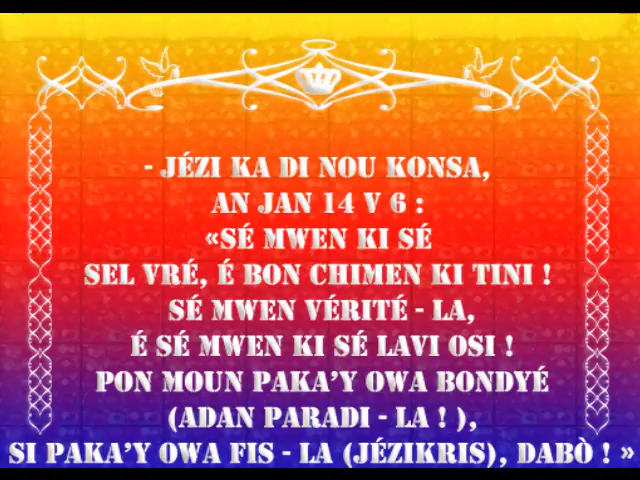 - JÉZI KA DI NOU KONSA,
AN JAN 14 V 6 :
«SÉ MWEN KI SÉ
SEL VRÉ, É BON CHIMEN KI TINI !
SÉ MWEN VÉRITÉ - LA,
É SÉ MWEN KI SÉ LAVI OSI !
PON MOUN PAKA'Y OWA BONDYÉ
(ADAN PARADI - LA ! ),
SI PAKA'Y OWA FIS - LA (JÉZIKRIS), DABÒ ! »